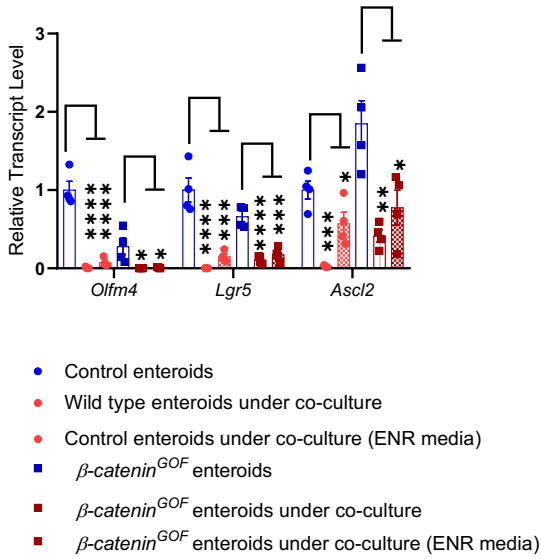 Relative Transcript Level
3
2
1
0
**** **** * * **** *** **** *** *** * ** *
Olfm4 Lgr5 Ascl2
Control enteroids
Wild type enteroids under co-culture
Control enteroids under co-culture (ENR media)
β-catenin^GOF enteroids
β-catenin^GOF enteroids under co-culture
β-catenin^GOF enteroids under co-culture (ENR media)